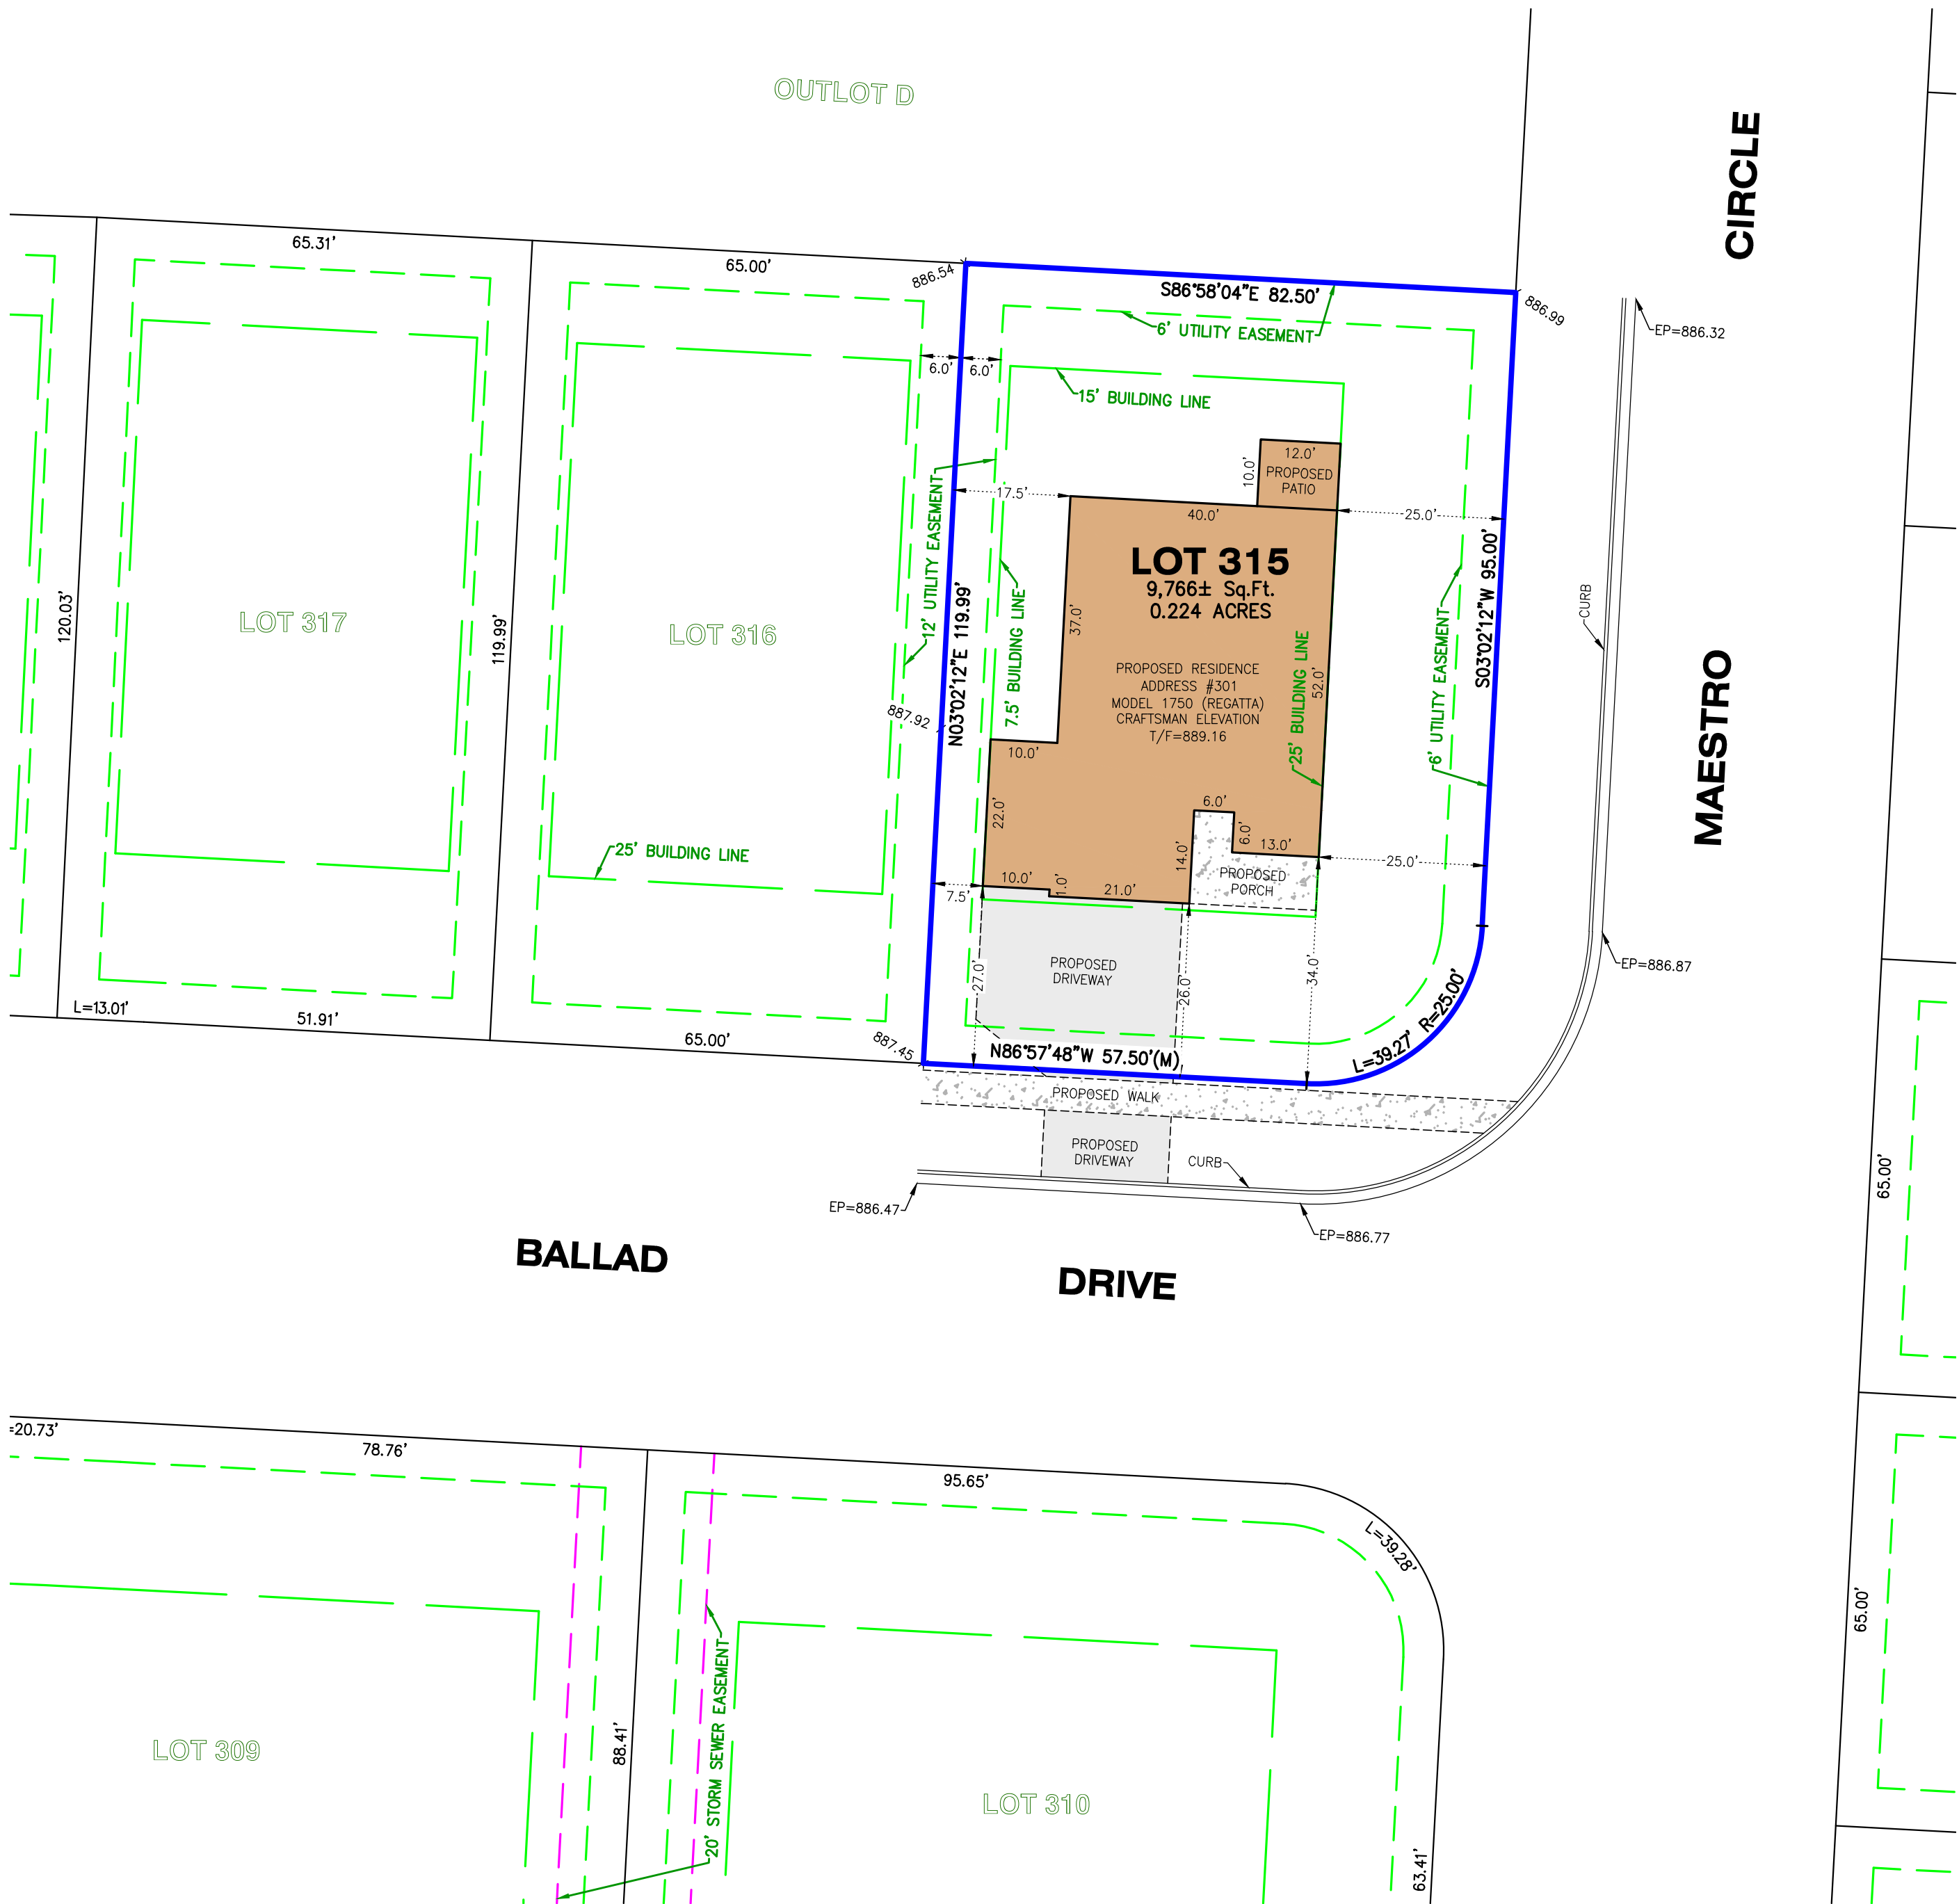 OUTLOT D
CIRCLE
65.31'
65.00'
886.54
S86°58'04"E 82.50'
886.99
6' UTILITY EASEMENT
EP=886.32
6.0'
6.0'
15' BUILDING LINE
12.0'
PROPOSED
PATIO
10.0'
17.5'
40.0'
25.0'
12' UTILITY EASEMENT
LOT 315
9,766± Sq.Ft.
0.224 ACRES
S03°02'12"W 95.00'
120.03'
LOT 317
119.99'
LOT 316
N03°02'12"E 119.99'
7.5' BUILDING LINE
37.0'
CURB
PROPOSED RESIDENCE
ADDRESS #301
MODEL 1750 (REGATTA)
CRAFTSMAN ELEVATION
T/F=889.16
25' BUILDING LINE
52.0'
6' UTILITY EASEMENT
887.92
10.0'
MAESTRO
22.0'
6.0'
6.0'
13.0'
14.0'
25' BUILDING LINE
25.0'
PROPOSED
PORCH
10.0'
1.0'
21.0'
7.5'
27.0'
PROPOSED
DRIVEWAY
26.0'
34.0'
EP=886.87
L=13.01'
51.91'
65.00'
887.45
N86°57'48"W 57.50'(M)
L=39.27' R=25.00'
PROPOSED WALK
PROPOSED
DRIVEWAY
CURB
EP=886.47
EP=886.77
65.00'
BALLAD
DRIVE
=20.73'
78.76'
95.65'
L=39.28'
65.00'
20' STORM SEWER EASEMENT
88.41'
LOT 309
LOT 310
63.41'